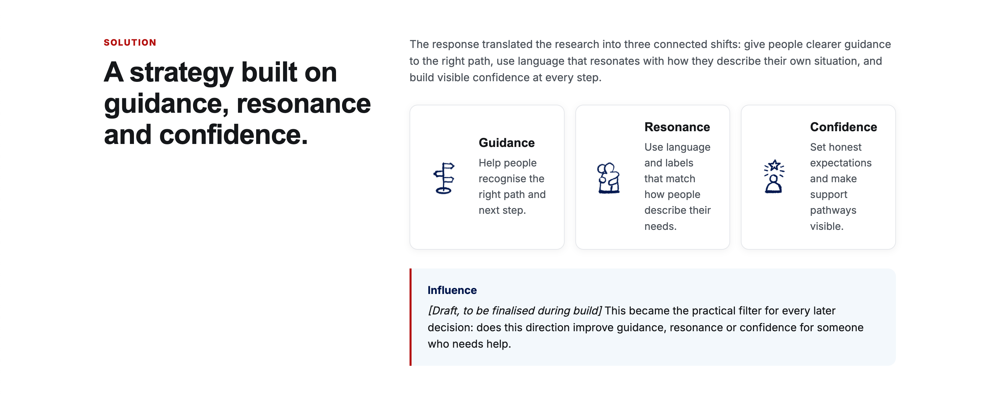 SOLUTION
A strategy built on
guidance, resonance
and confidence.
The response translated the research into three connected shifts: give people clearer guidance
to the right path, use language that resonates with how they describe their own situation, and
build visible confidence at every step.
Guidance
Help people
recognise the
right path and
next step.
Resonance
Use language
and labels
that match
how people
describe their
needs.
Confidence
Set honest
expectations
and make
support
pathways
visible.
Influence
[Draft, to be finalised during build] This became the practical filter for every later
decision: does this direction improve guidance, resonance or confidence for someone
who needs help.